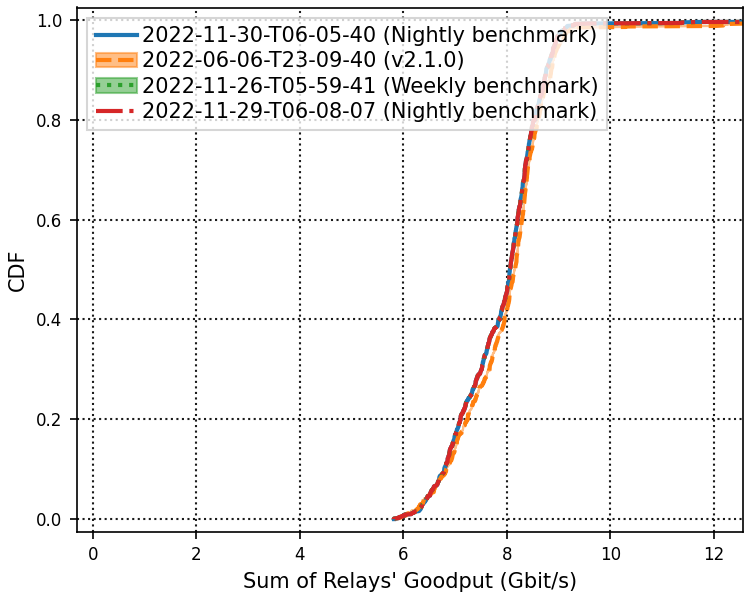 1.0
0.8
0.6
0.4
0.2
0.0
CDF
2022-11-30-T06-05-40 (Nightly benchmark)
2022-06-06-T23-09-40 (v2.1.0)
2022-11-26-T05-59-41 (Weekly benchmark)
2022-11-29-T06-08-07 (Nightly benchmark)
0 2 4 6 8 10 12
Sum of Relays' Goodput (Gbit/s)